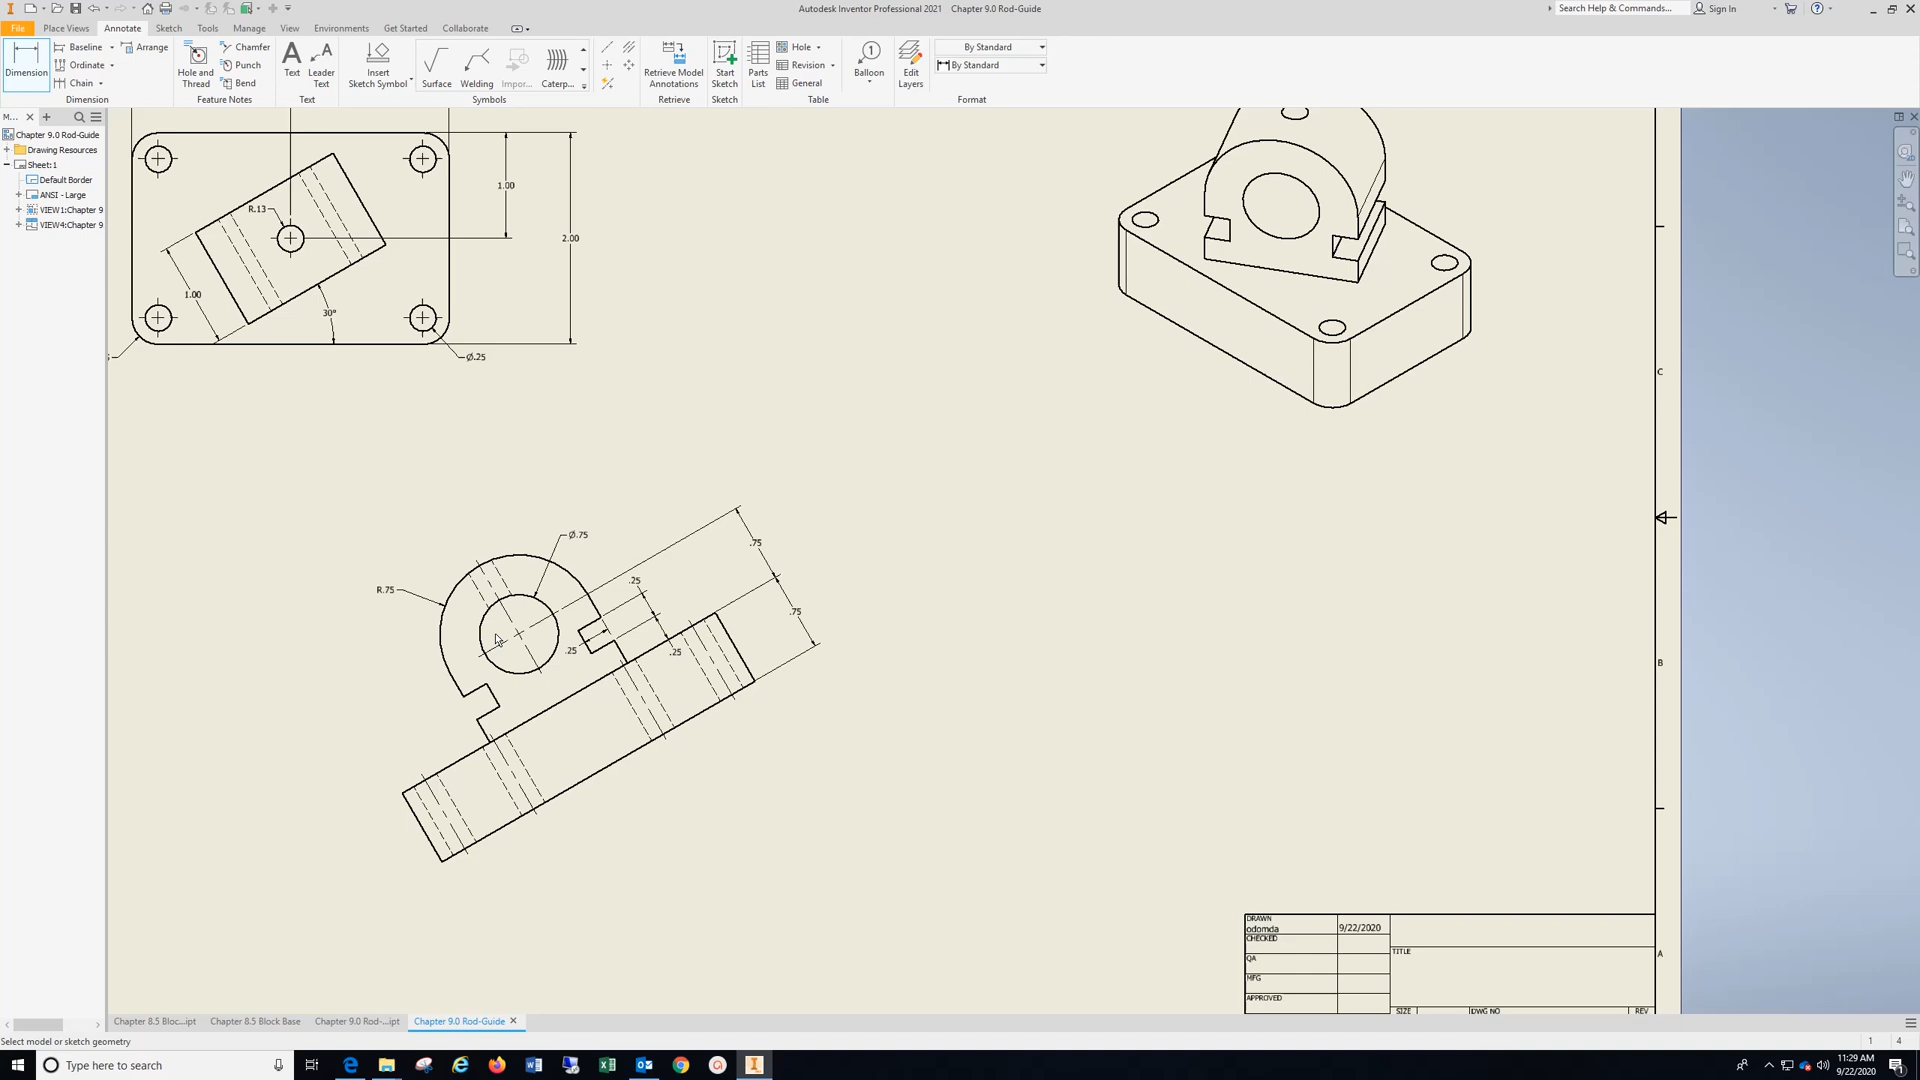 Autodesk Inventor Professional 2021 Chapter 9.0 Rod-Guide
Search Help & Commands...
Sign In
File Place Views Annotate Sketch Tools Manage View Environments Get Started Collaborate
Dimension
Baseline
Arrange
Ordinate
Chain
Dimension
Hole and Thread
Chamfer
Punch
Bend
Feature Notes
Text
Leader Text
Text
Insert Sketch Symbol
Surface
Welding
Impor...
Caterp...
Symbols
Retrieve Model Annotations
Retrieve
Start Sketch
Sketch
Parts List
Hole
Revision
General
Table
Balloon
1
Edit Layers
By Standard
By Standard
Format
M...
Chapter 9.0 Rod-Guide
Drawing Resources
Sheet:1
Default Border
ANSI - Large
VIEW1:Chapter 9
VIEW4:Chapter 9
1.00
2.00
R.13
1.00
30°
Ø.25
Ø.75
R.75
.25
.25
.25
.75
.75
C
B
A
DRAWN
odomda
9/22/2020
CHECKED
QA
MFG
APPROVED
TITLE
SIZE
DWG NO
REV
Chapter 8.5 Bloc...ipt
Chapter 8.5 Block Base
Chapter 9.0 Rod-...ipt
Chapter 9.0 Rod-Guide
Select model or sketch geometry
1
4
Type here to search
11:29 AM
9/22/2020